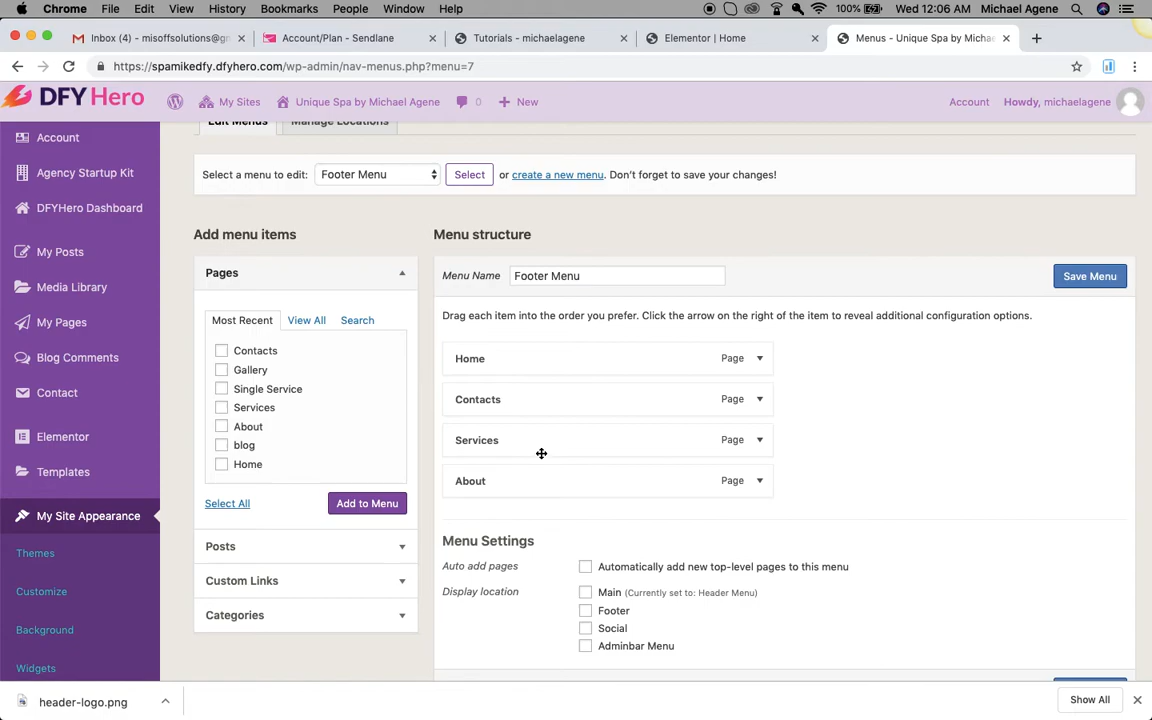 Chrome File Edit View History Bookmarks People Window Help 100% Wed 12:06 AM Michael Agene
Inbox (4) - misoffsolutions@gm
Account/Plan - Sendlane
Tutorials - michaelagene
Elementor | Home
Menus - Unique Spa by Michae
https://spamikedfy.dfyhero.com/wp-admin/nav-menus.php?menu=7
DFY Hero
My Sites
Unique Spa by Michael Agene
0
New
Account
Howdy, michaelagene
Account
Agency Startup Kit
DFYHero Dashboard
My Posts
Media Library
My Pages
Blog Comments
Contact
Elementor
Templates
My Site Appearance
Themes
Customize
Background
Widgets
Edit Menus
Manage Locations
Select a menu to edit: Footer Menu Select or create a new menu. Don't forget to save your changes!
Add menu items
Pages
Most Recent View All Search
Contacts
Gallery
Single Service
Services
About
blog
Home
Select All
Add to Menu
Posts
Custom Links
Categories
Menu structure
Menu Name Footer Menu
Save Menu
Drag each item into the order you prefer. Click the arrow on the right of the item to reveal additional configuration options.
Home Page
Contacts Page
Services Page
About Page
Menu Settings
Auto add pages Automatically add new top-level pages to this menu
Display location Main (Currently set to: Header Menu)
Footer
Social
Adminbar Menu
header-logo.png
Show All